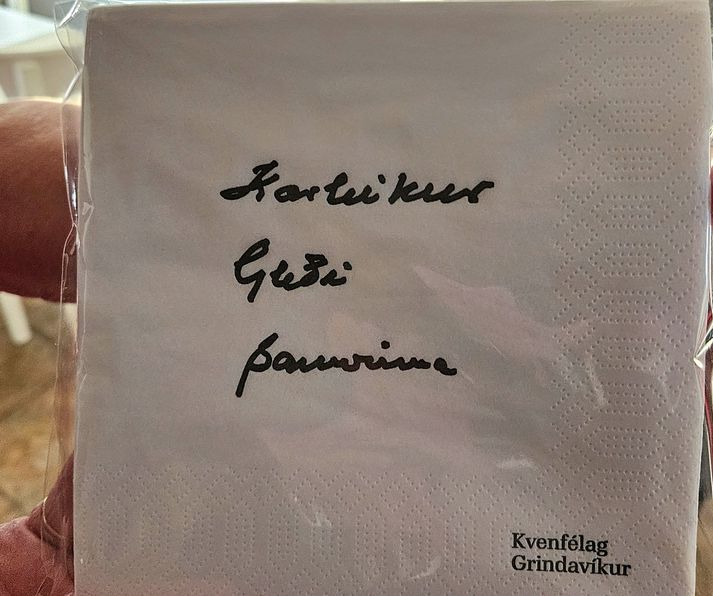 Kærleikur
Gleði
Samvinna
Kvenfélag
Grindavíkur